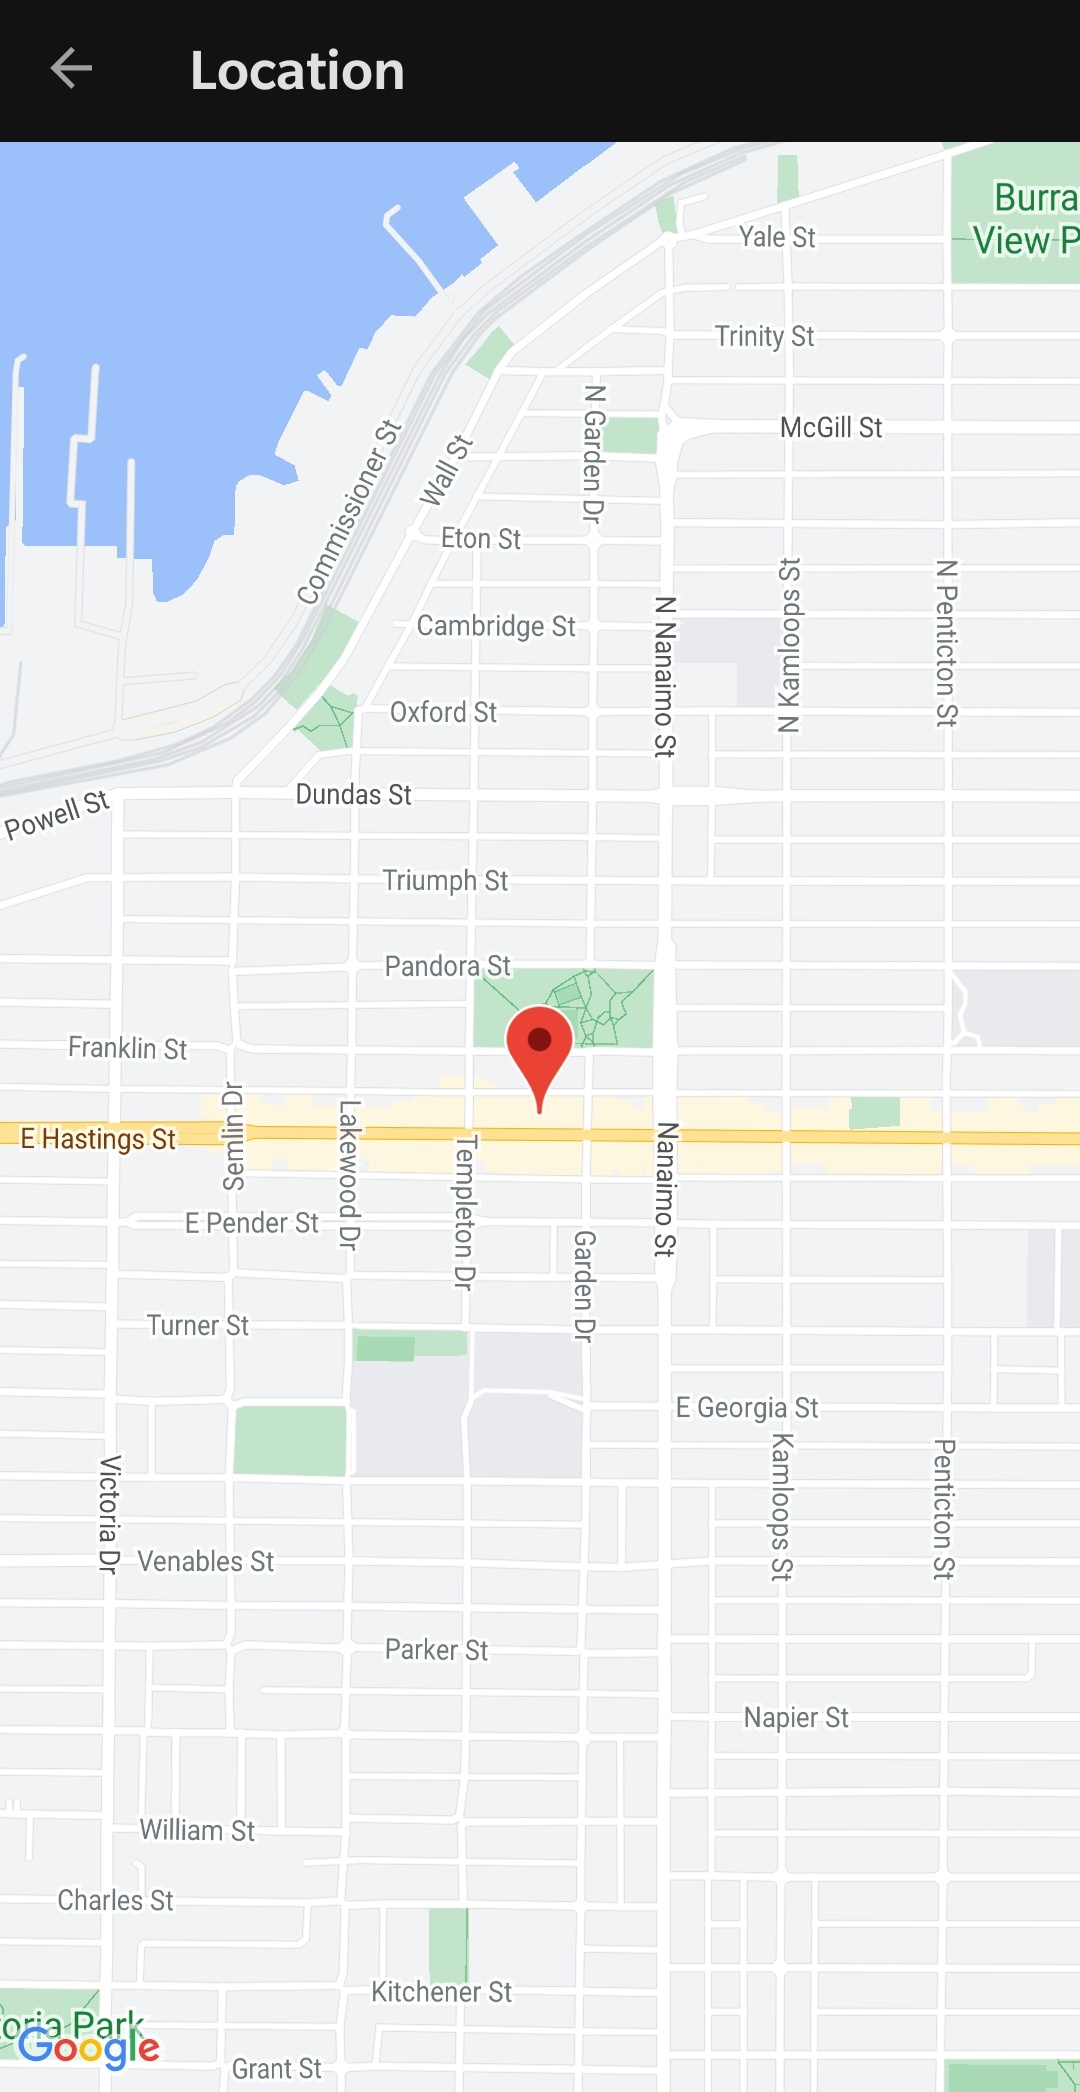 Location
Burra
View P
Yale St
Trinity St
N Garden Dr
McGill St
Commissioner St
Wall St
Eton St
N Kamloops St
N Penticton St
N Nanaimo St
Cambridge St
Oxford St
Dundas St
Powell St
Triumph St
Pandora St
Franklin St
Semlin Dr
Lakewood Dr
E Hastings St
Templeton Dr
Nanaimo St
E Pender St
Garden Dr
Turner St
E Georgia St
Kamloops St
Penticton St
Victoria Dr
Venables St
Parker St
Napier St
William St
Charles St
Kitchener St
toria Park
Google
Grant St